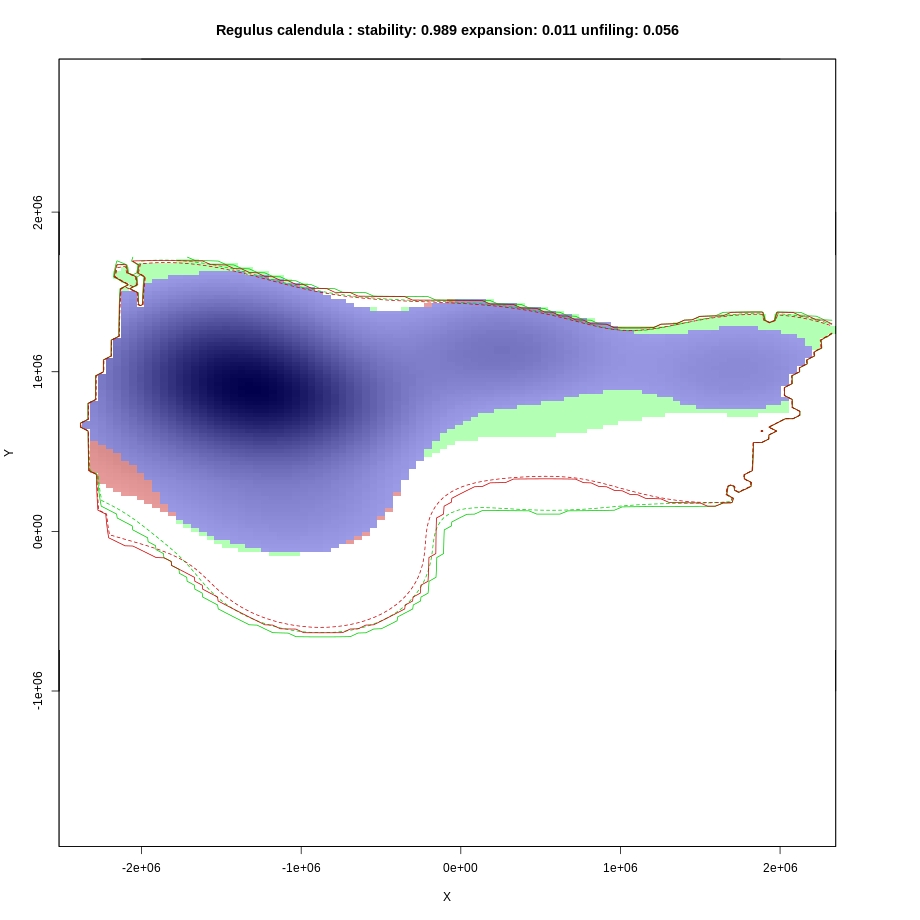 Regulus calendula : stability: 0.989 expansion: 0.011 unfiling: 0.056
2e+06
1e+06
Y
0e+00
-1e+06
-2e+06 -1e+06 0e+00 1e+06 2e+06
X